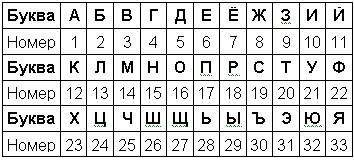 Буква А Б В Г Д Е Ё Ж З И Й
Номер 1 2 3 4 5 6 7 8 9 10 11
Буква К Л М Н О П Р С Т У Ф
Номер 12 13 14 15 16 17 18 19 20 21 22
Буква Х Ц Ч Ш Щ Ь Ы Ъ Э Ю Я
Номер 23 24 25 26 27 28 29 30 31 32 33